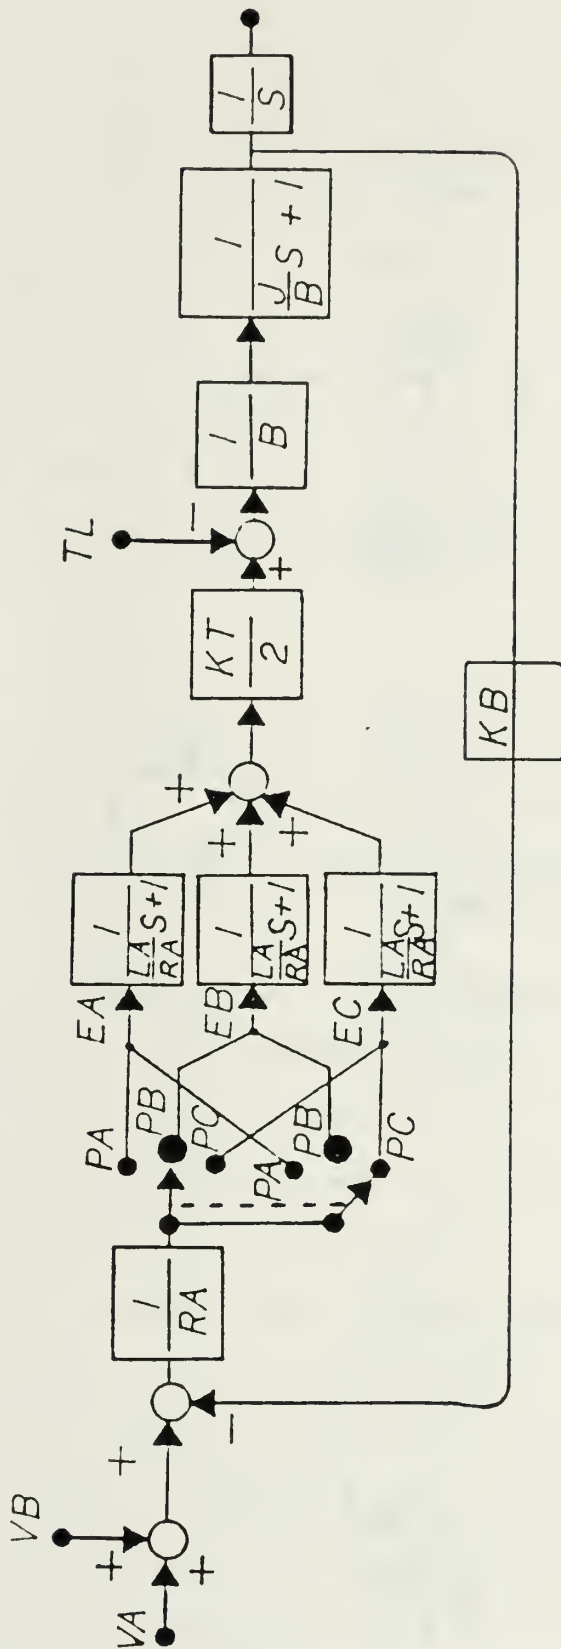 VA
+
+
VB
+
−
1
RA
PA
PB
PC
PA
PB
PC
EA
EB
EC
1
LA
RA S+1
1
LA
RA S+1
1
LA
RA S+1
+
+
+
KT
2
+
−
TL
1
B
1
J
B S+1
1
S
KB